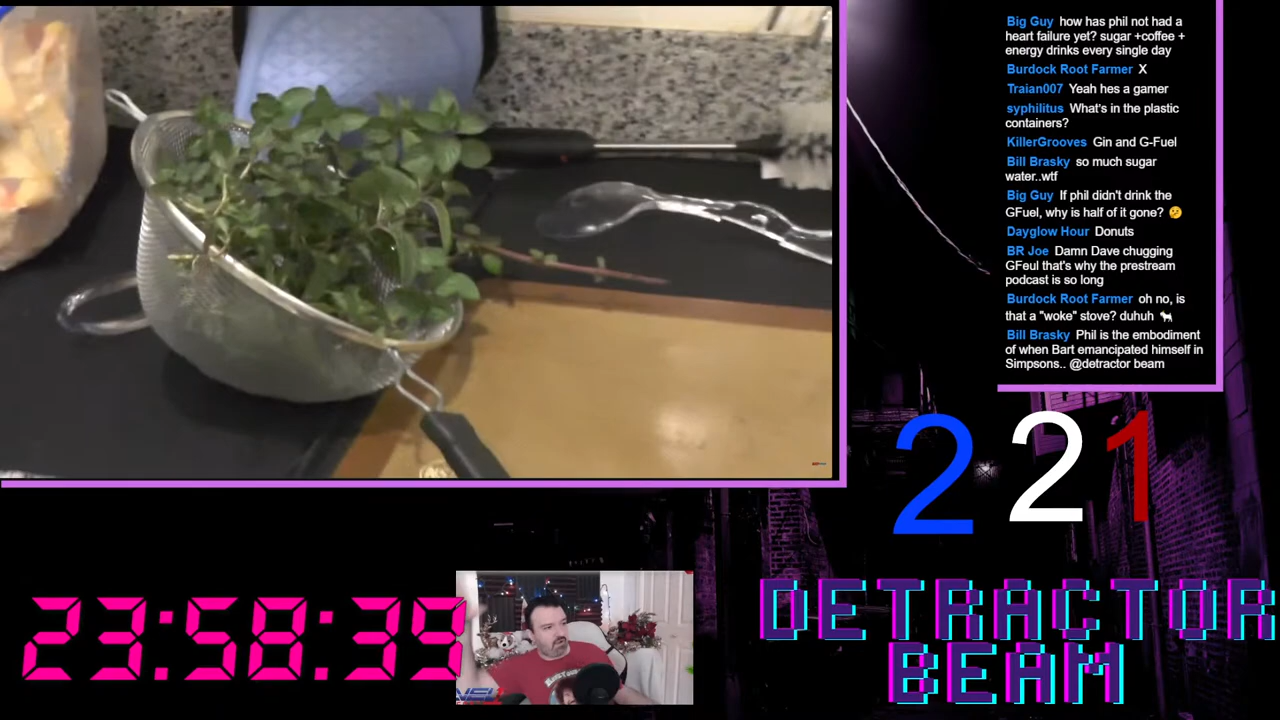 Big Guy how has phil not had a
heart failure yet? sugar +coffee +
energy drinks every single day
Burdock Root Farmer X
Traian007 Yeah hes a gamer
syphilitus What's in the plastic
containers?
KillerGrooves Gin and G-Fuel
Bill Brasky so much sugar
water..wtf
Big Guy If phil didn't drink the
GFuel, why is half of it gone? 🤔
Dayglow Hour Donuts
BR Joe Damn Dave chugging
GFeul that's why the prestream
podcast is so long
Burdock Root Farmer oh no, is
that a "woke" stove? duhuh 🐐
Bill Brasky Phil is the embodiment
of when Bart emancipated himself in
Simpsons.. @detractor beam
2 2 1
23:58:39
DETRACTOR
BEAM